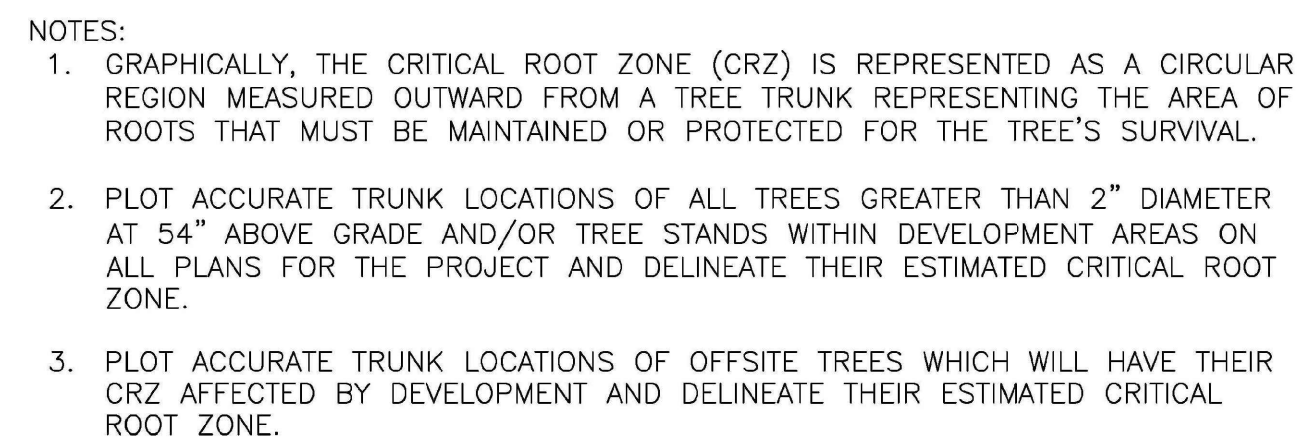 NOTES:
1. GRAPHICALLY, THE CRITICAL ROOT ZONE (CRZ) IS REPRESENTED AS A CIRCULAR
REGION MEASURED OUTWARD FROM A TREE TRUNK REPRESENTING THE AREA OF
ROOTS THAT MUST BE MAINTAINED OR PROTECTED FOR THE TREE'S SURVIVAL.
2. PLOT ACCURATE TRUNK LOCATIONS OF ALL TREES GREATER THAN 2” DIAMETER
AT 54” ABOVE GRADE AND/OR TREE STANDS WITHIN DEVELOPMENT AREAS ON
ALL PLANS FOR THE PROJECT AND DELINEATE THEIR ESTIMATED CRITICAL ROOT
ZONE.
3. PLOT ACCURATE TRUNK LOCATIONS OF OFFSITE TREES WHICH WILL HAVE THEIR
CRZ AFFECTED BY DEVELOPMENT AND DELINEATE THEIR ESTIMATED CRITICAL
ROOT ZONE.